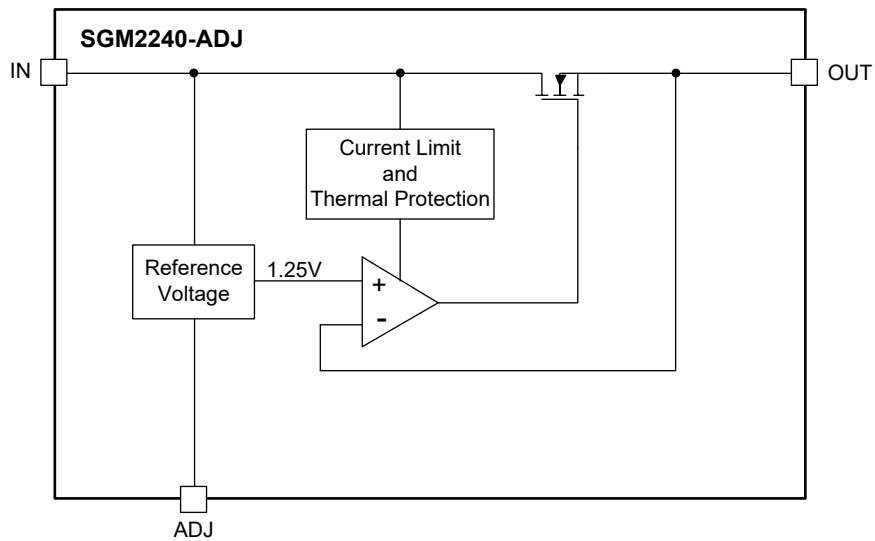 SGM2240-ADJ
IN
OUT
Current Limit
and
Thermal Protection
Reference
Voltage
1.25V
+
-
ADJ